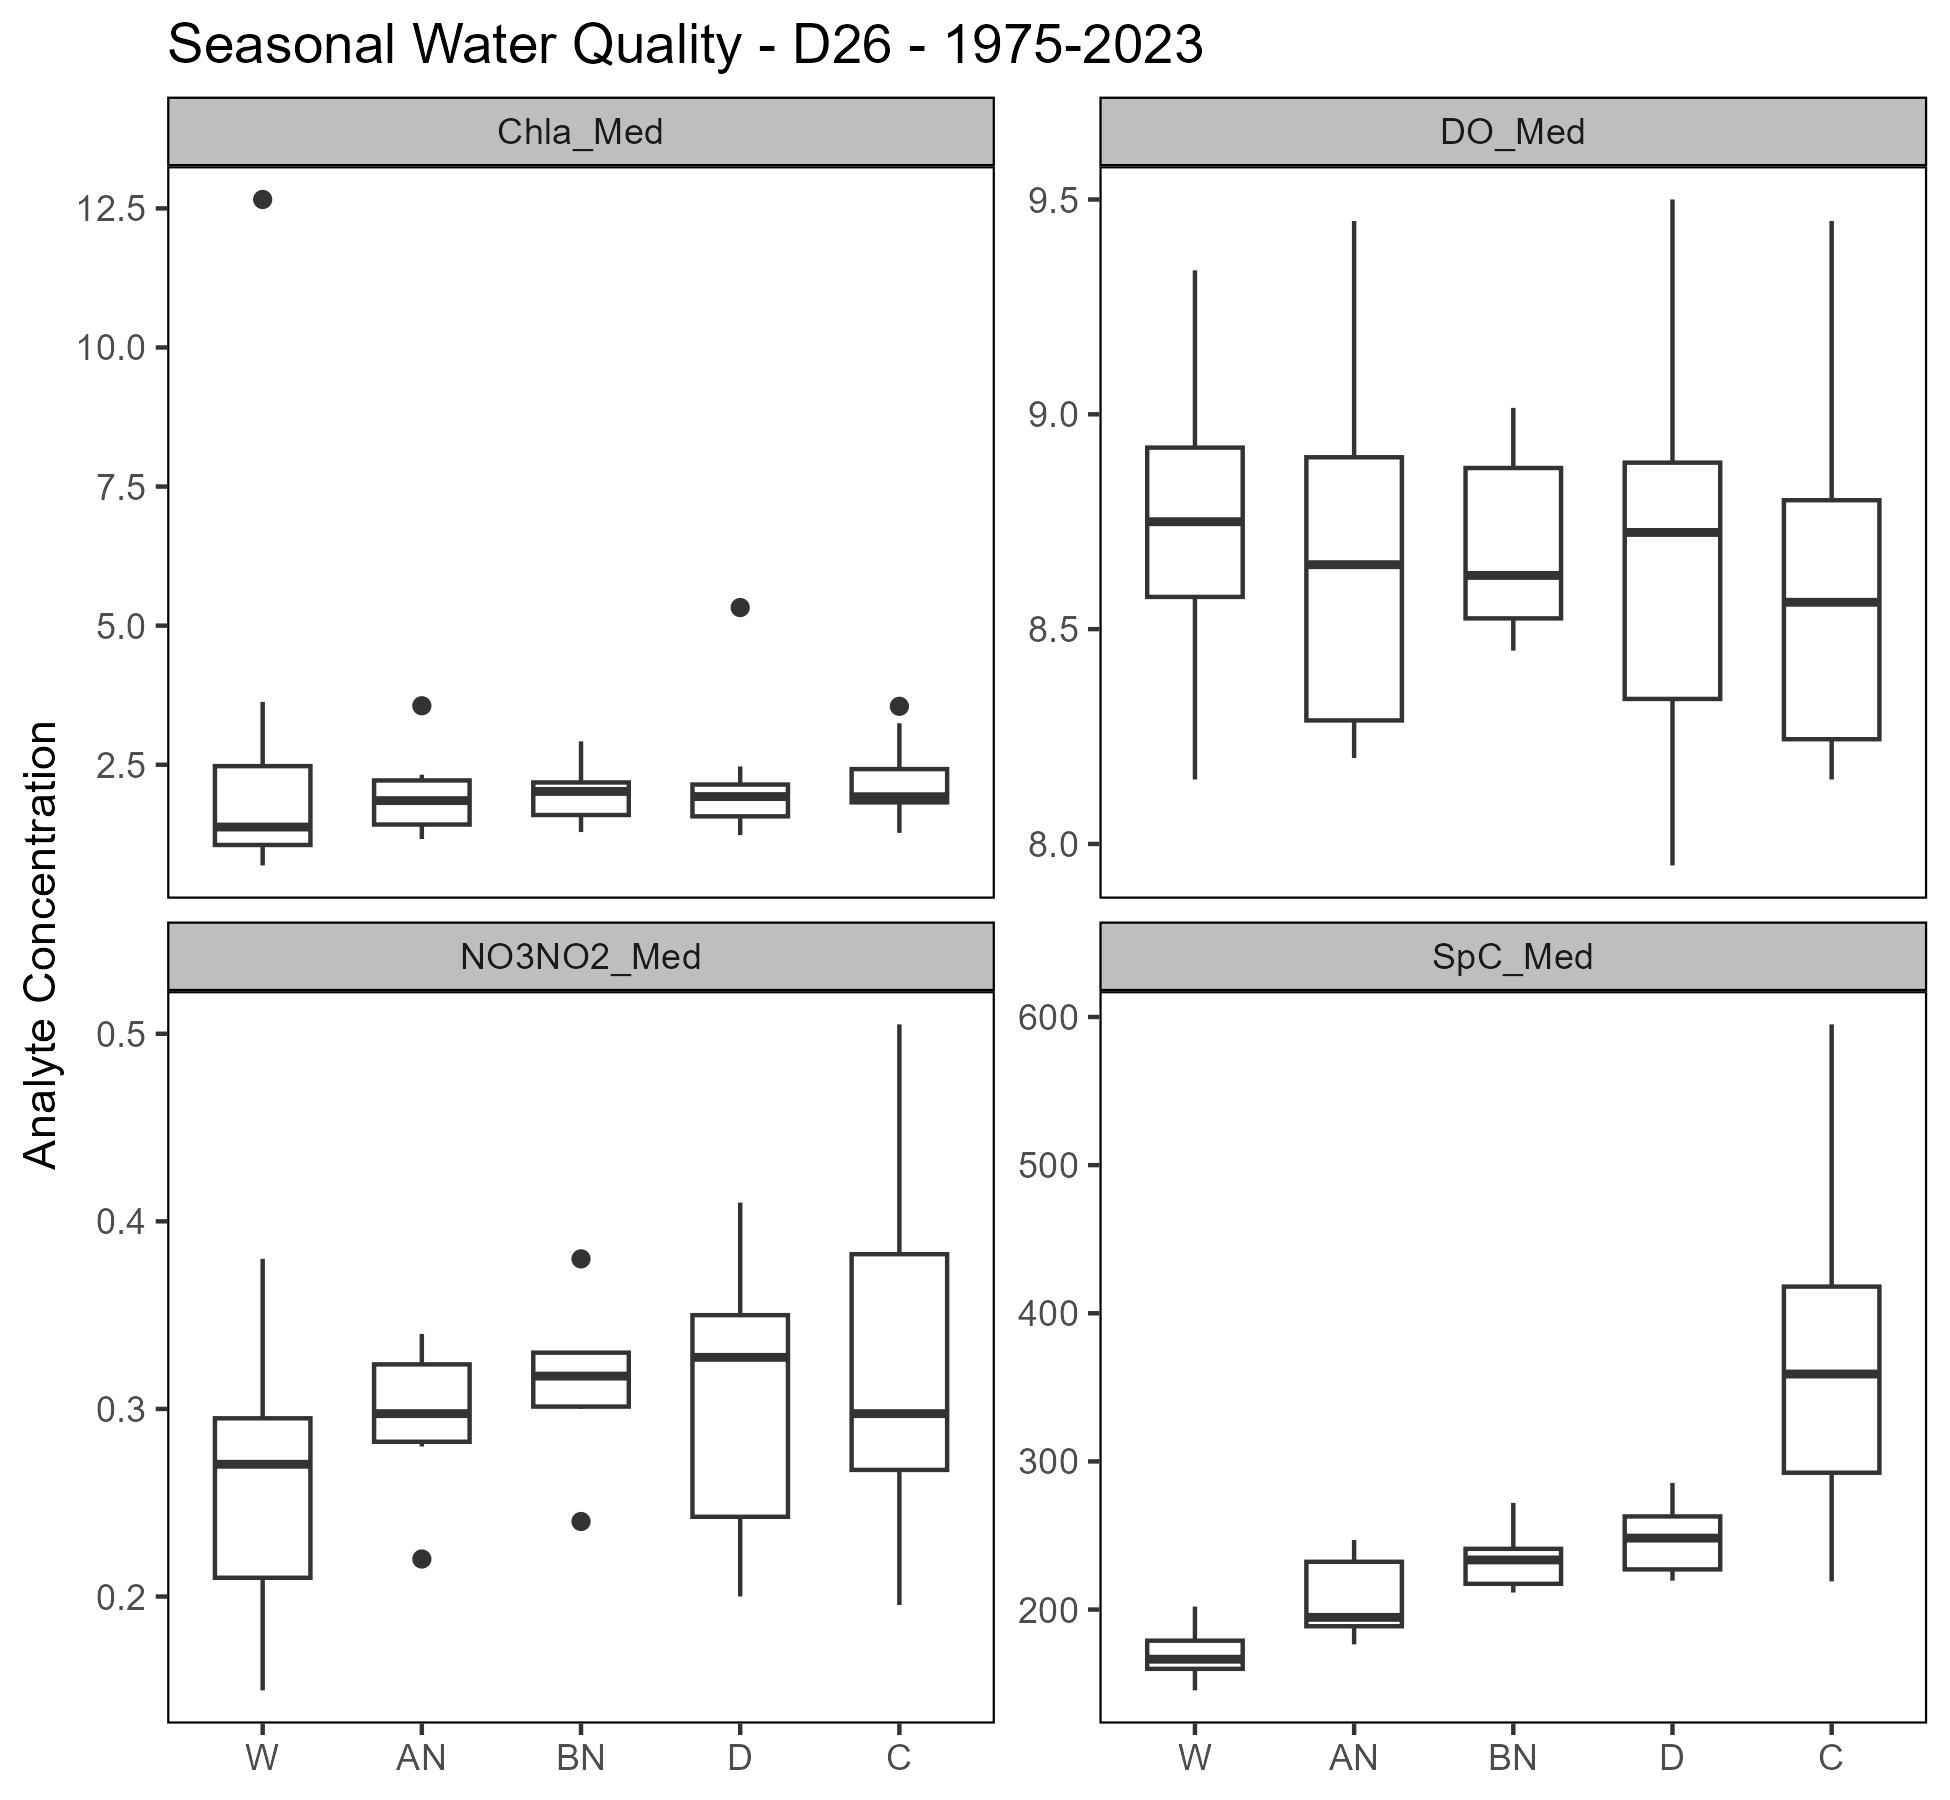 Seasonal Water Quality - D26 - 1975-2023
Chla_Med
DO_Med
12.5
10.0
7.5
5.0
2.5
9.5
9.0
8.5
8.0
Analyte Concentration
NO3NO2_Med
SpC_Med
0.5
0.4
0.3
0.2
600
500
400
300
200
W AN BN D C
W AN BN D C